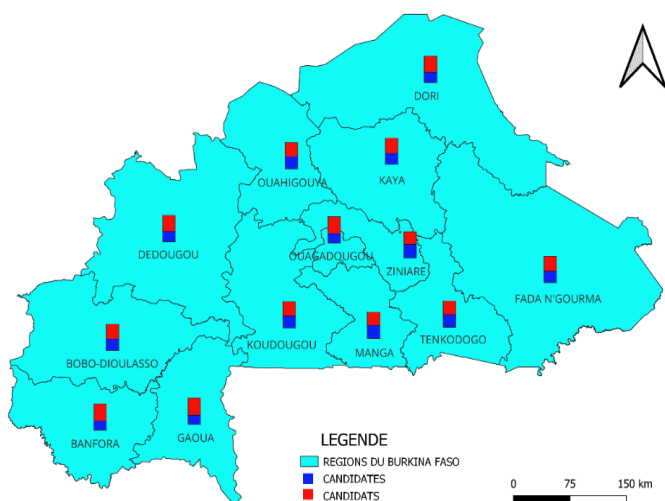 DORI
OUAHIGOUYA
KAYA
DEDOUGOU
OUAGADOUGOU
ZINIARE
FADA N'GOURMA
KOUDOUGOU
MANGA
TENKODOGO
BOBO-DIOULASSO
BANFORA
GAOUA
LEGENDE
REGIONS DU BURKINA FASO
CANDIDATES
CANDIDATS
0 75 150 km